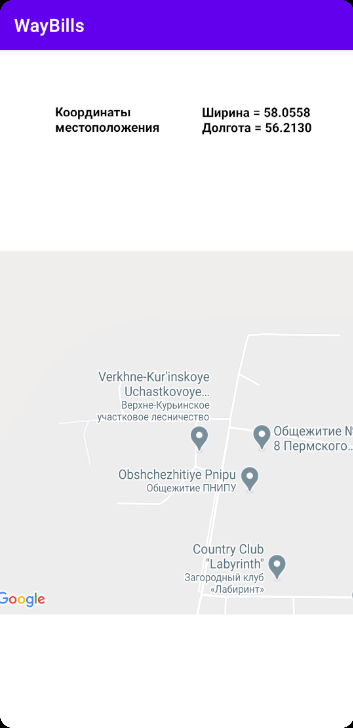 WayBills
Координаты
местоположения
Ширина = 58.0558
Долгота = 56.2130
Verkhne-Kur'inskoye
Uchastkovoye...
Верхне-Курьинское
участковое лесничество
Общежитие №
8 Пермского...
Obshchezhitiye Pnipu
Общежитие ПНИПУ
Country Club
"Labyrinth"
Загородный клуб
«Лабиринт»
Google